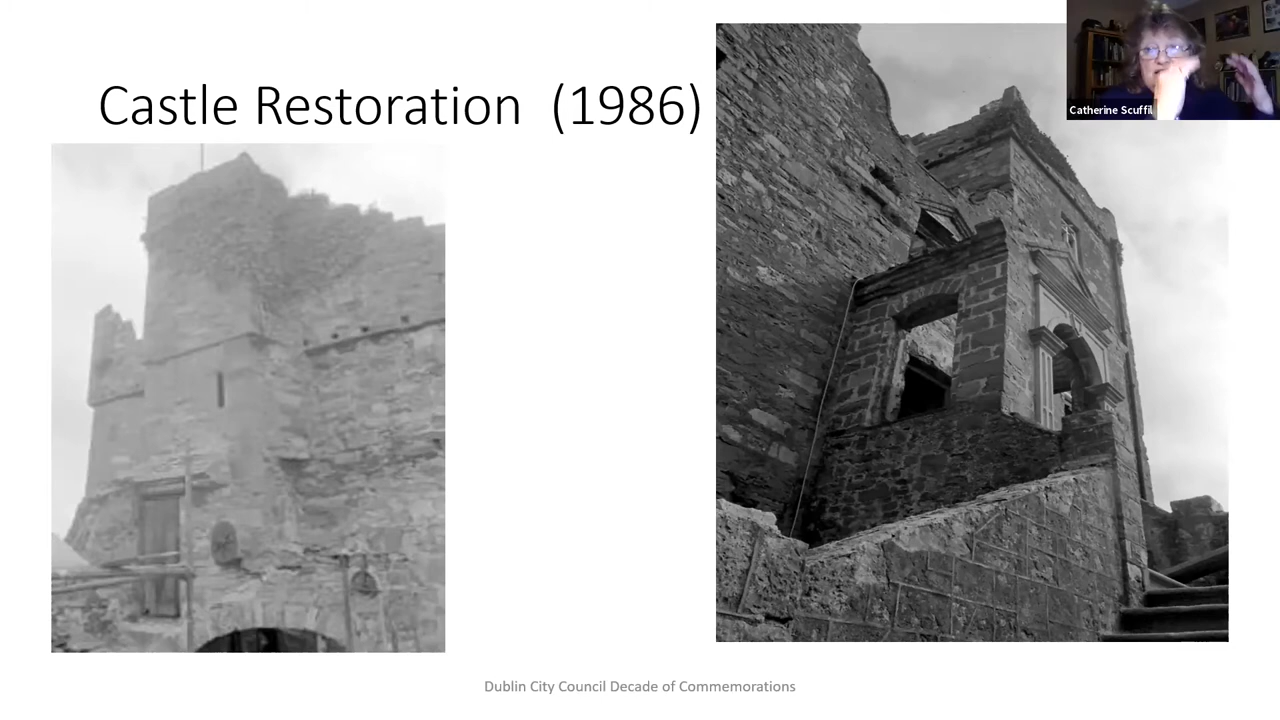 Castle Restoration (1986)
Catherine Scuffil
Dublin City Council Decade of Commemorations